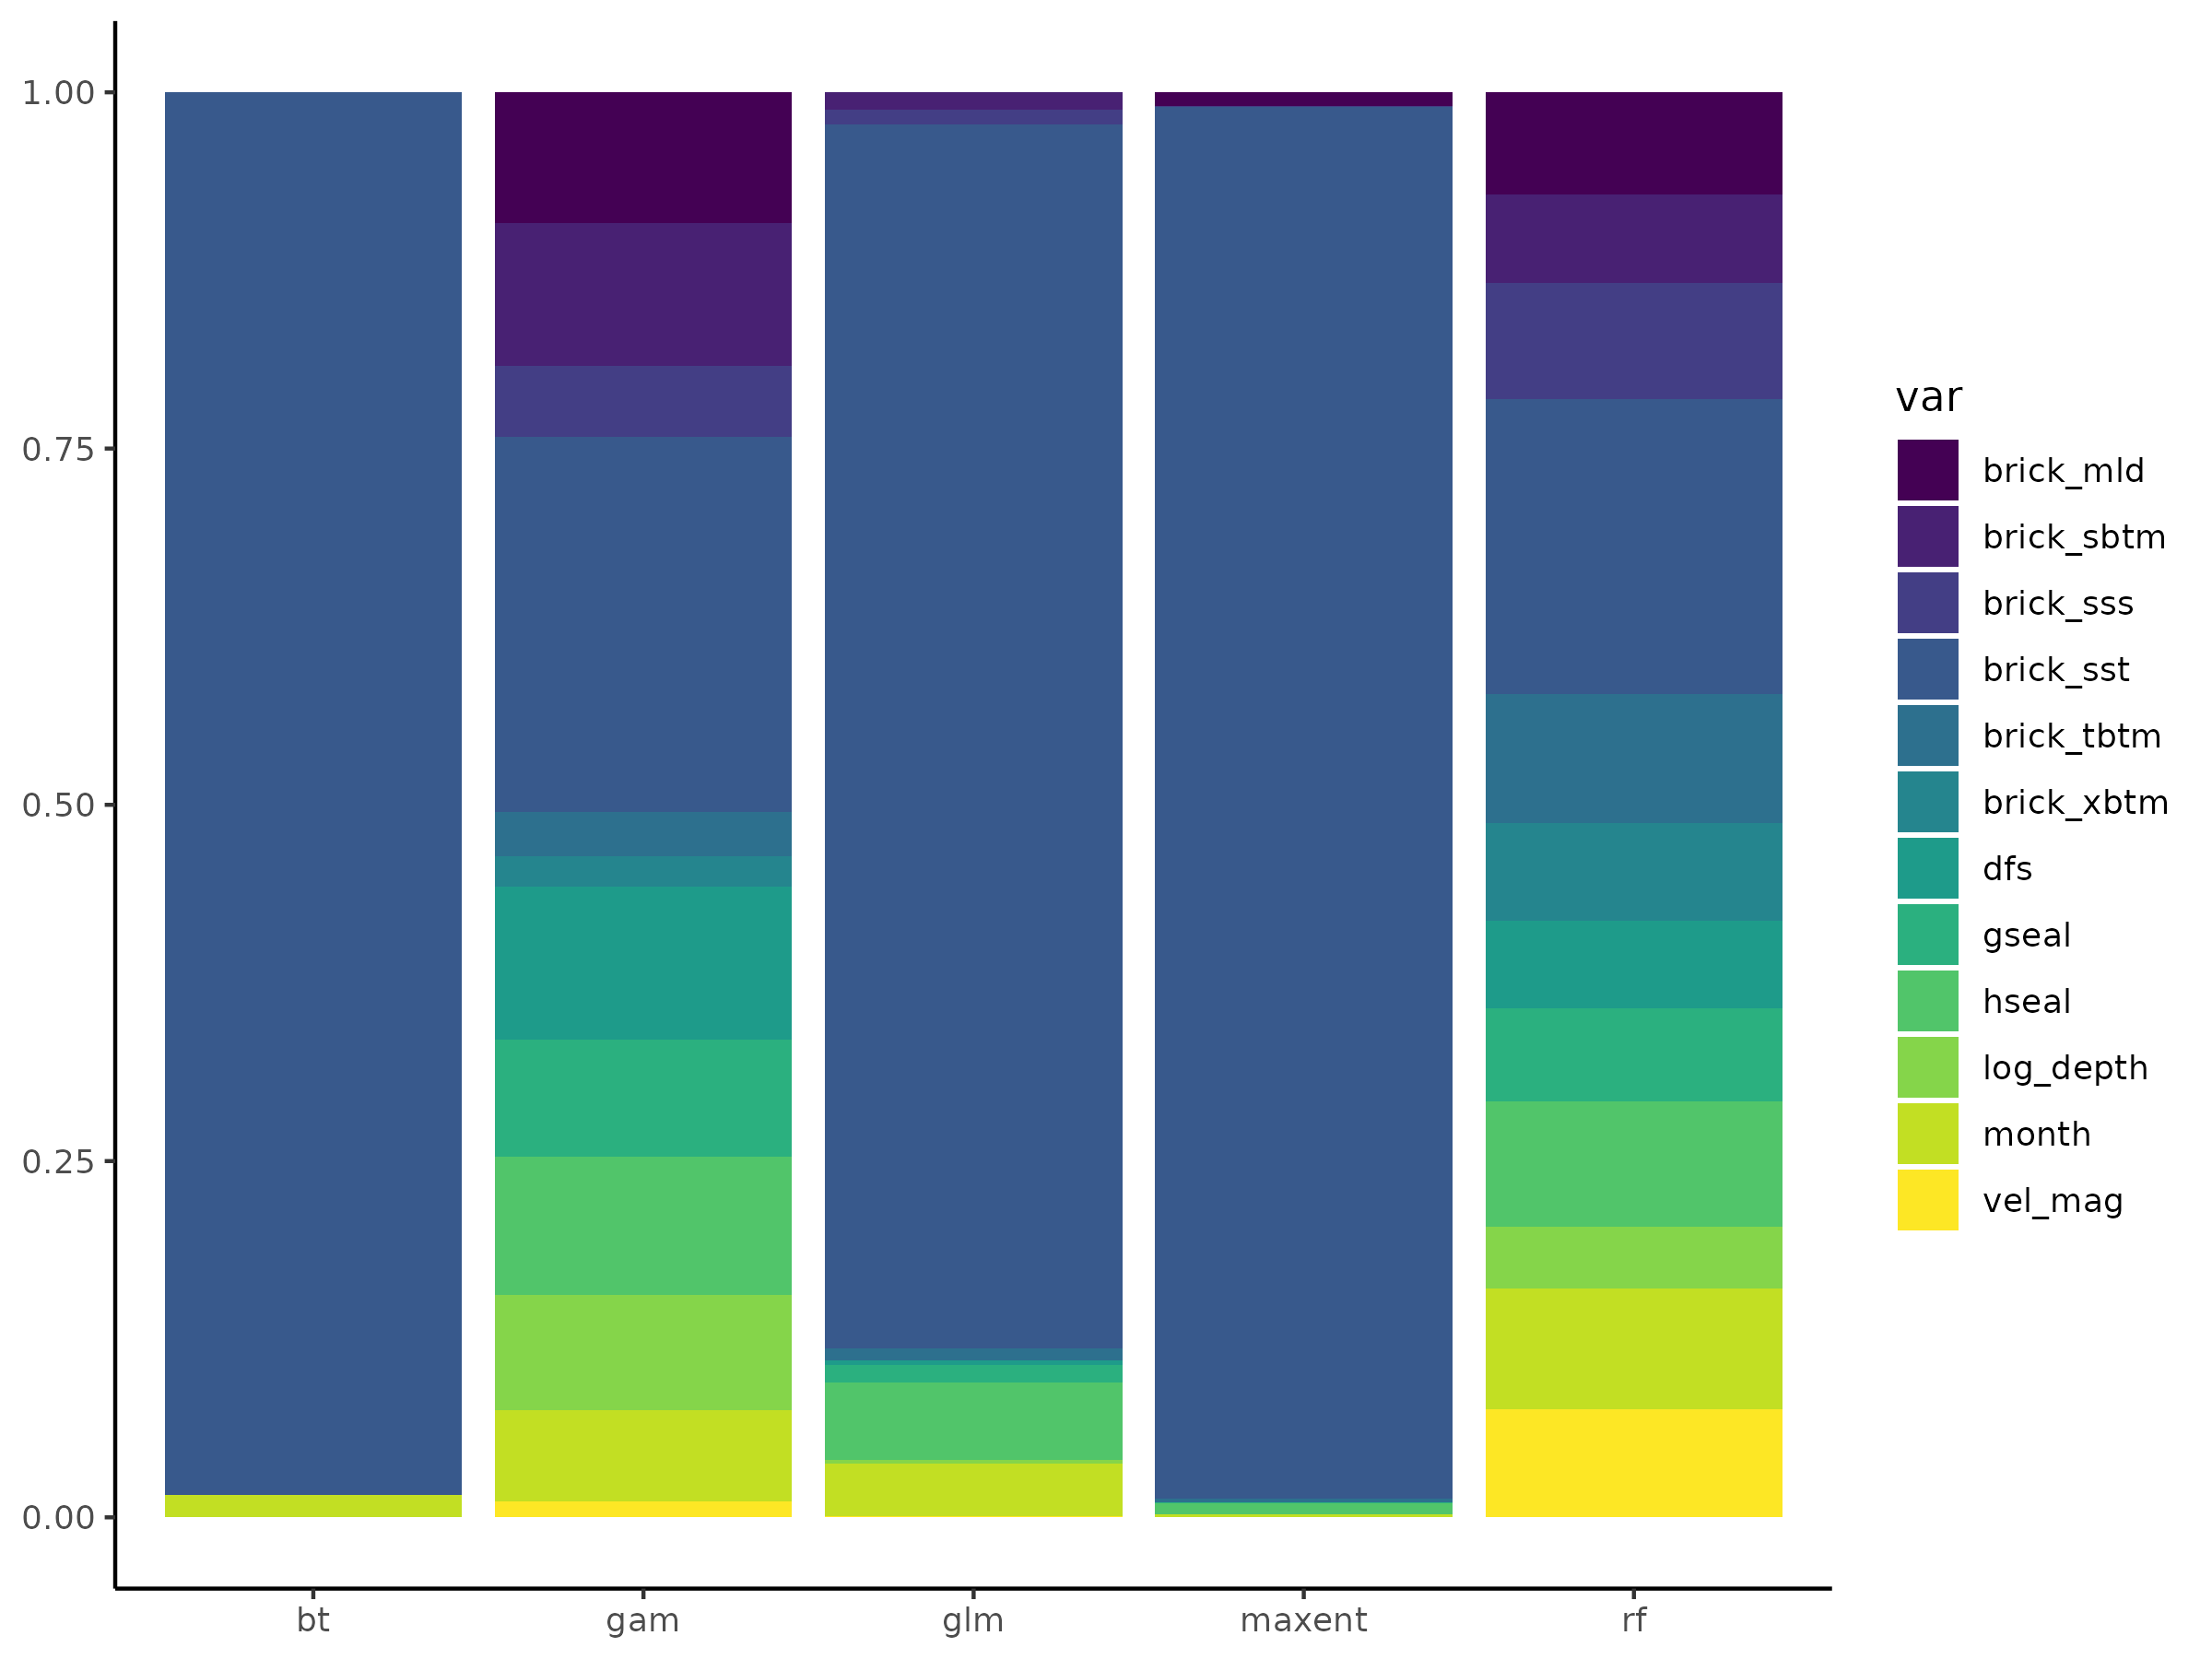 1.00
0.75
0.50
0.25
0.00
bt
gam
glm
maxent
rf
var
brick_mld
brick_sbtm
brick_sss
brick_sst
brick_tbtm
brick_xbtm
dfs
gseal
hseal
log_depth
month
vel_mag